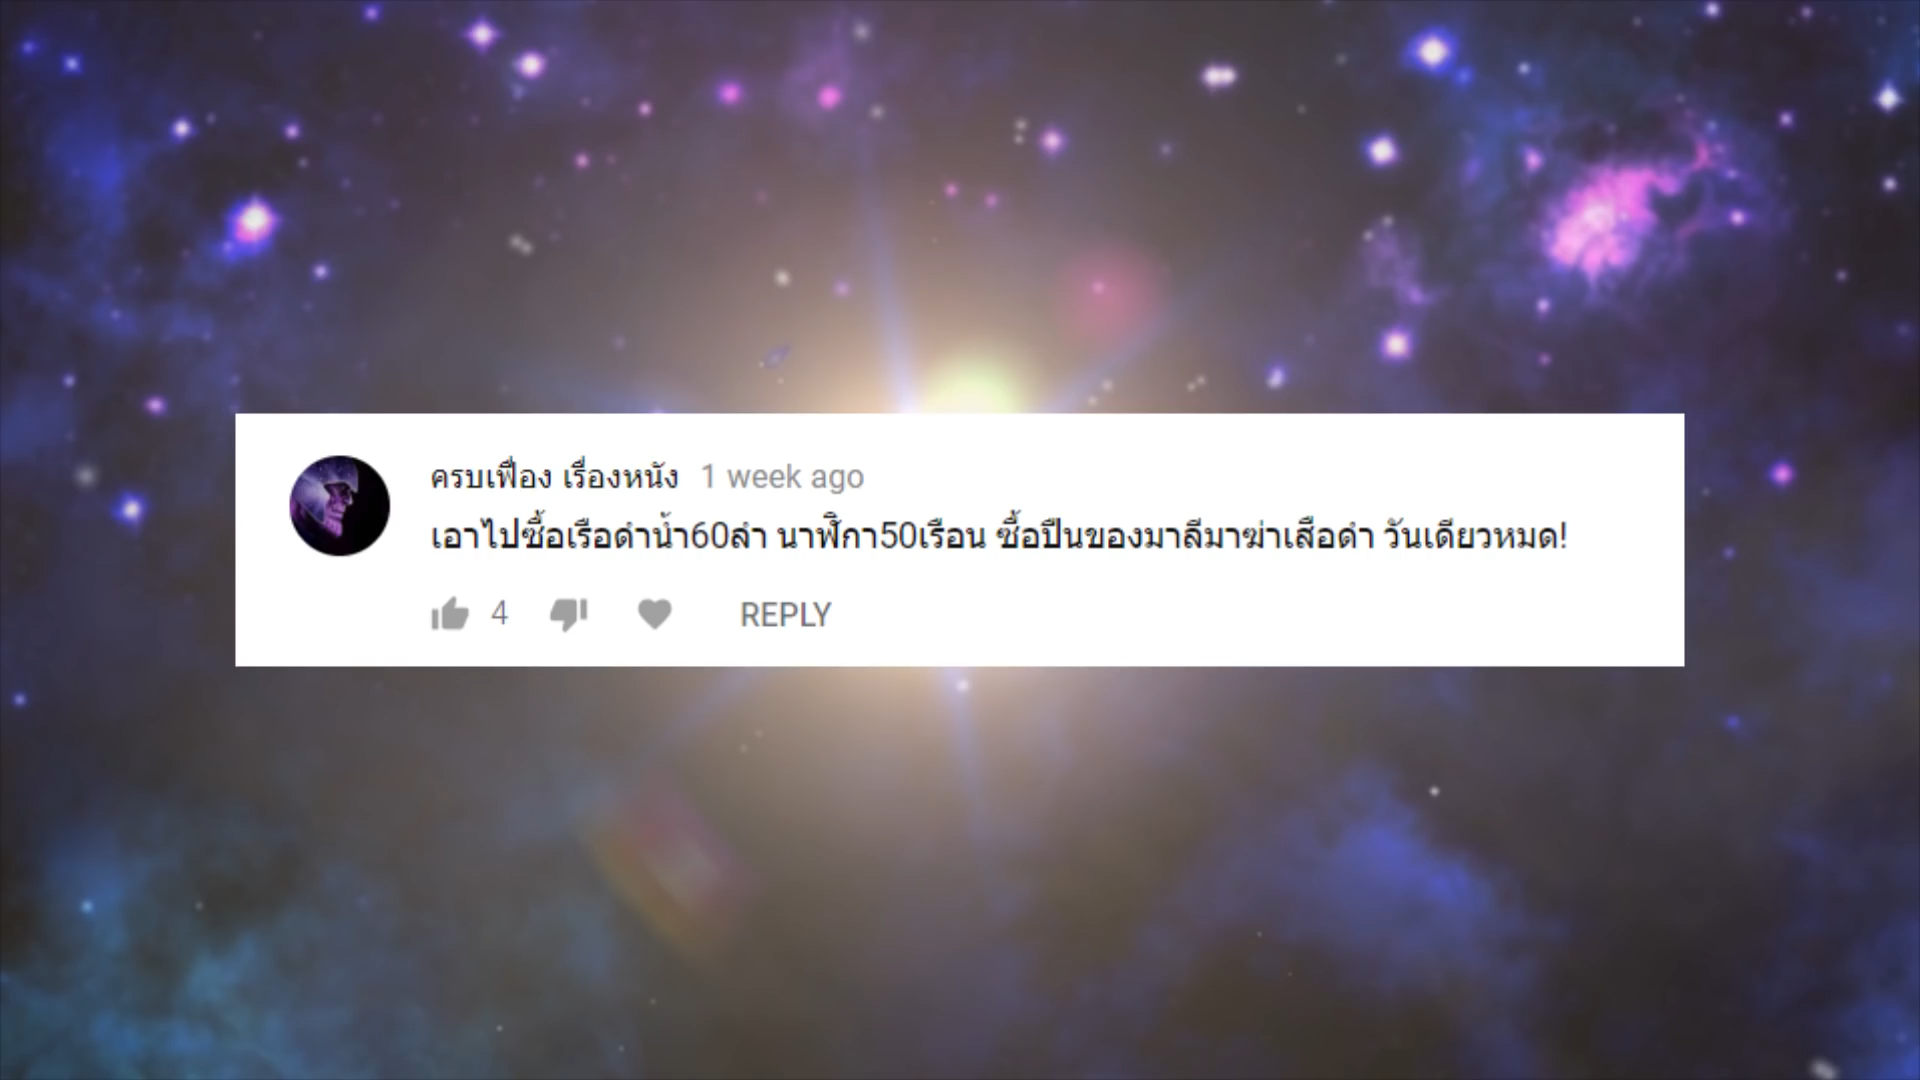 ครบเฟื่อง เรื่องหนัง 1 week ago
เอาไปซื้อเรือดำน้ำ60ลำ นาฬิกา50เรือน ซื้อปืนของมาลีมาฆ่าเสือดำ วันเดียวหมด!
4 REPLY